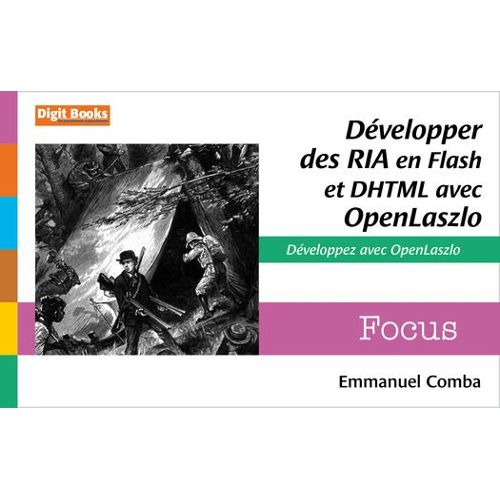 Digit Books
Développer
des RIA en Flash
et DHTML avec
OpenLaszlo
Développez avec OpenLaszlo
Focus
Emmanuel Comba